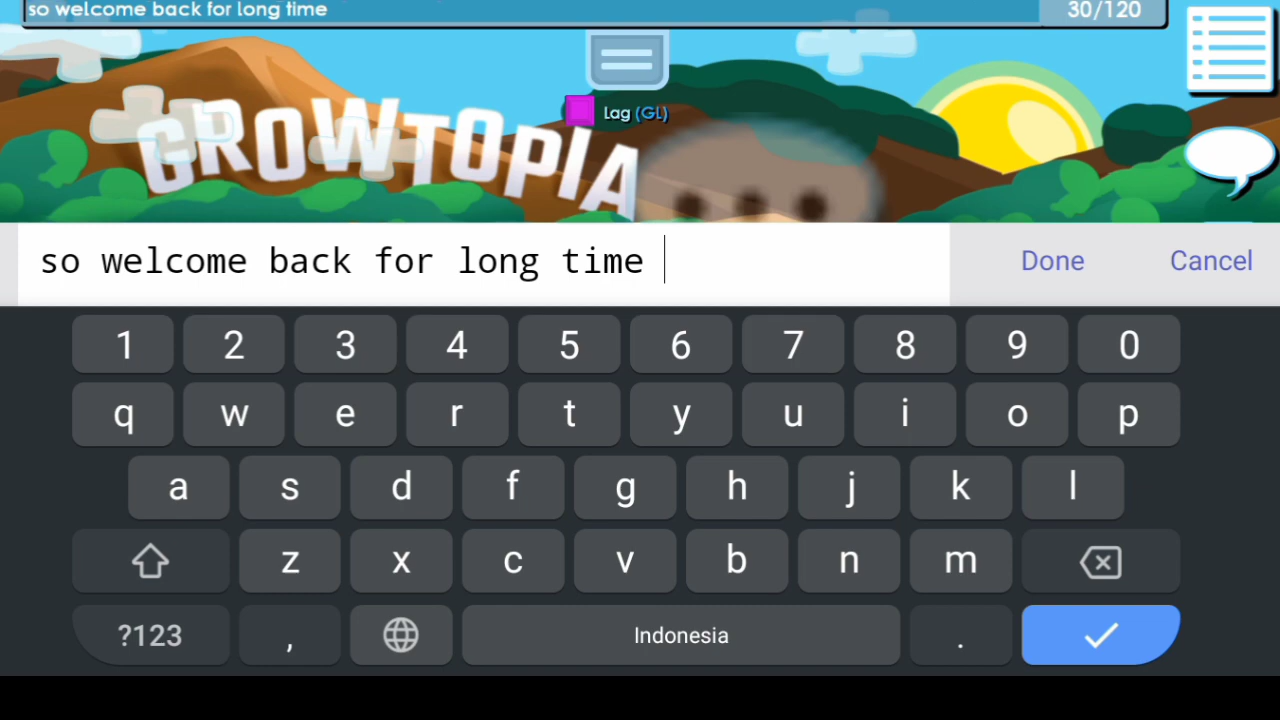 so welcome back for long time
30/120
Lag (GL)
GROWTOPIA
so welcome back for long time
Done
Cancel
1 2 3 4 5 6 7 8 9 0
q w e r t y u i o p
a s d f g h j k l
z x c v b n m
?123 , Indonesia .